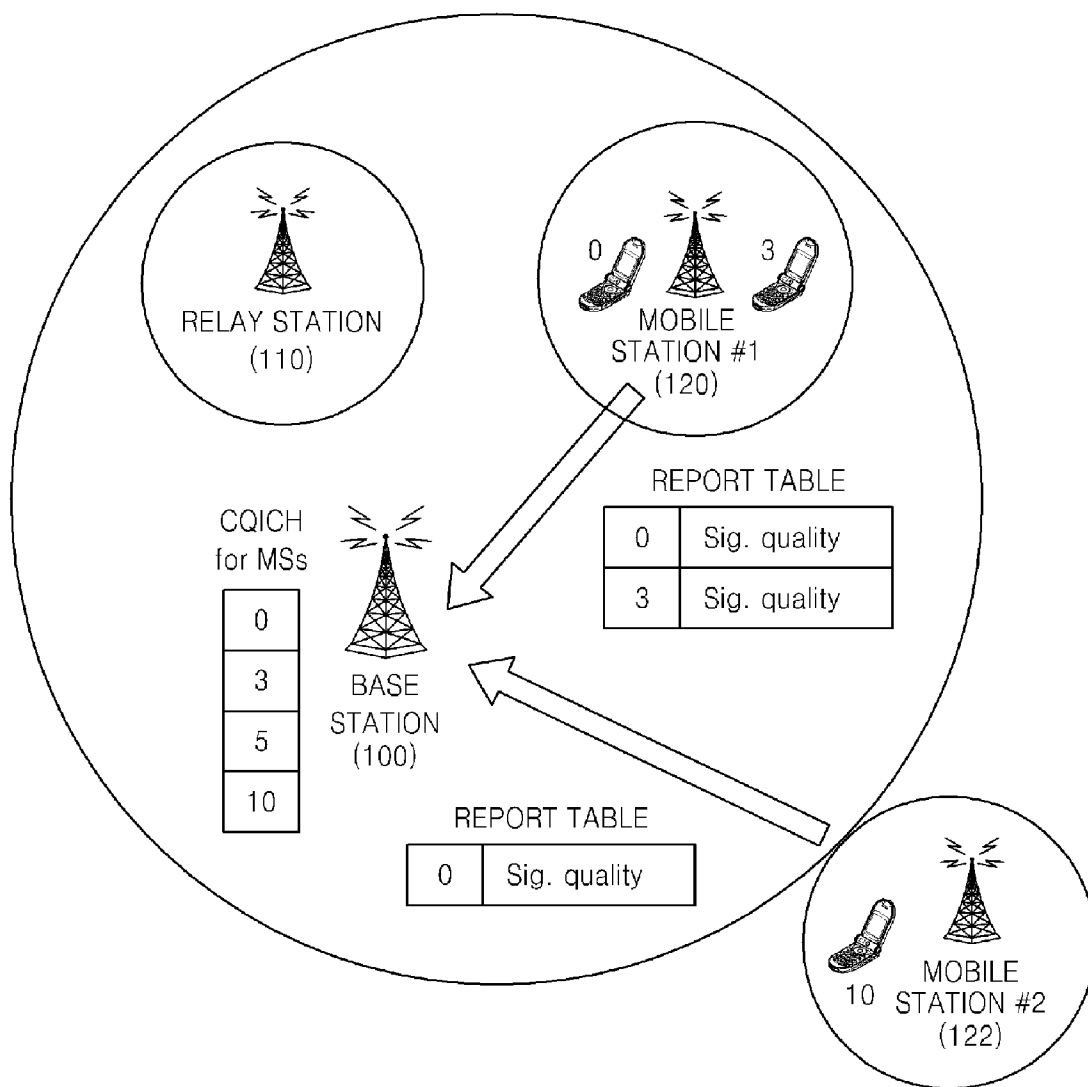 RELAY STATION
(110)
0
3
MOBILE
STATION #1
(120)
REPORT TABLE
0 Sig. quality
3 Sig. quality
CQICH
for MSs
0
3
5
10
BASE
STATION
(100)
REPORT TABLE
0 Sig. quality
10
MOBILE
STATION #2
(122)